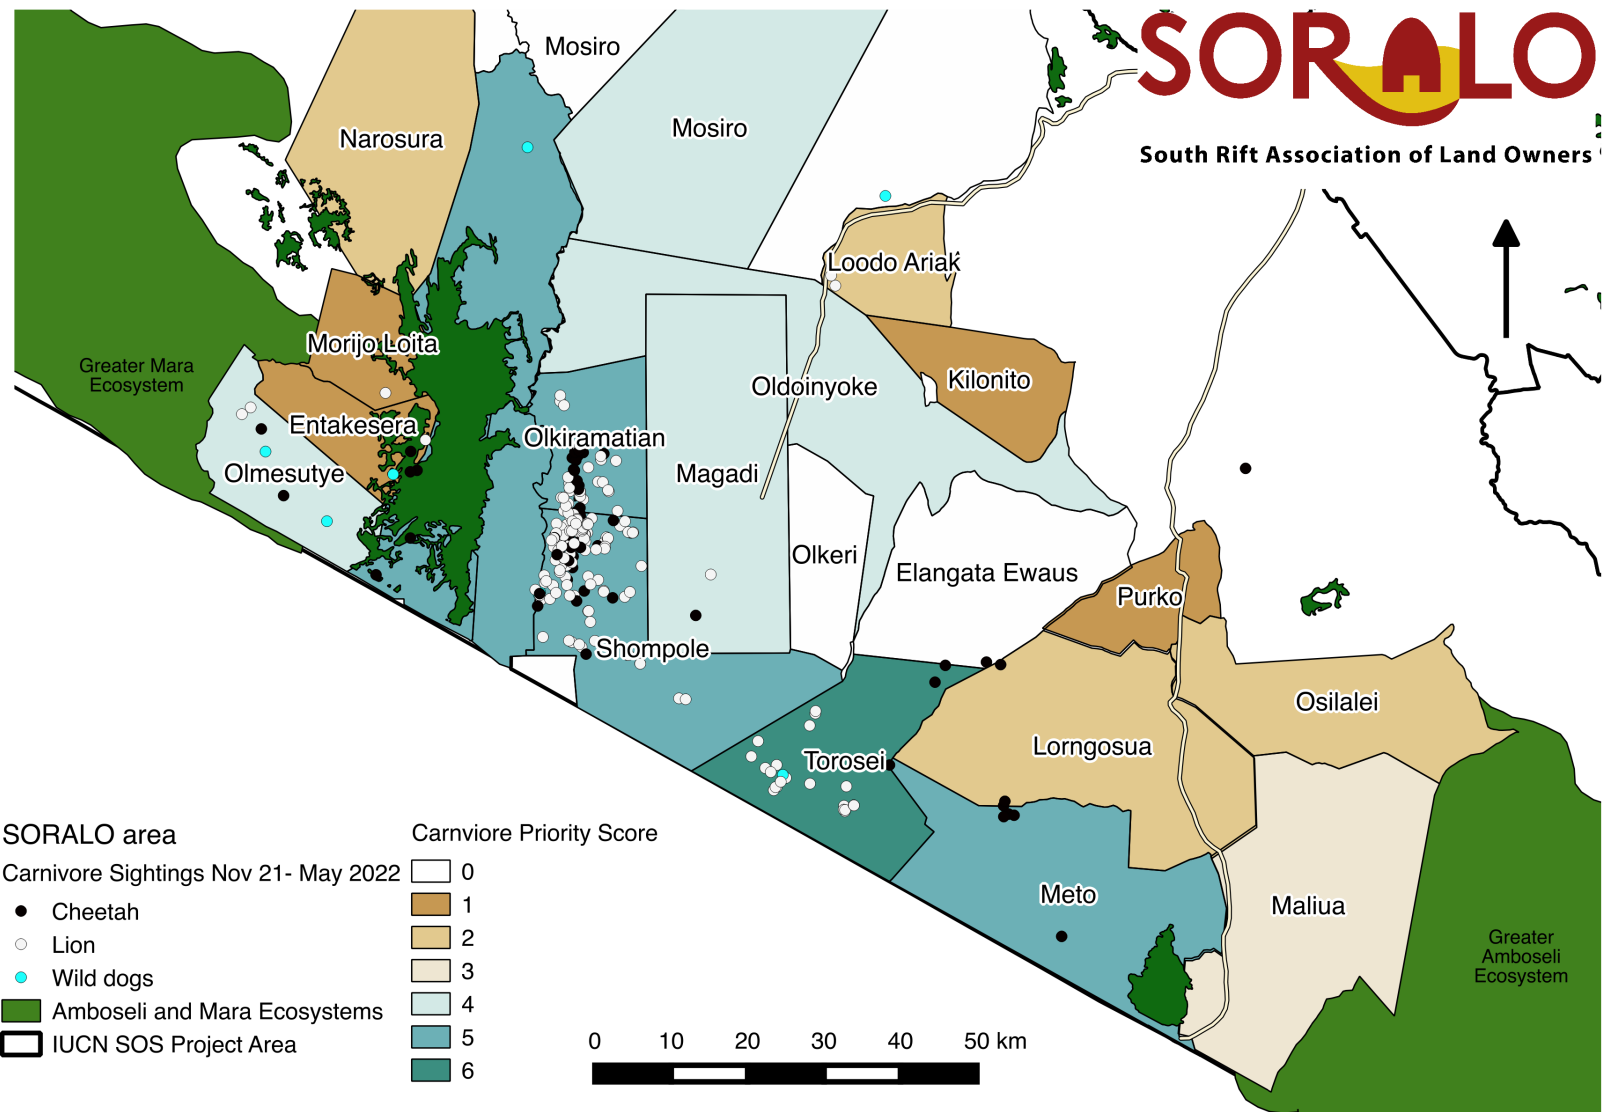 SORALO
South Rift Association of Land Owners
Mosiro
Mosiro
Narosura
Loodo Ariak
Morijo Loita
Greater Mara
Ecosystem
Oldoinyoke
Kilonito
Entakesera
Olkiramatian
Olmesutye
Magadi
Olkeri
Elangata Ewaus
Purko
Shompole
Osilalei
Lorngosua
Torosei
Meto
Maliua
Greater
Amboseli
Ecosystem
SORALO area
Carnivore Sightings Nov 21- May 2022
Cheetah
Lion
Wild dogs
Amboseli and Mara Ecosystems
IUCN SOS Project Area
Carnviore Priority Score
0
1
2
3
4
5
6
0 10 20 30 40 50 km